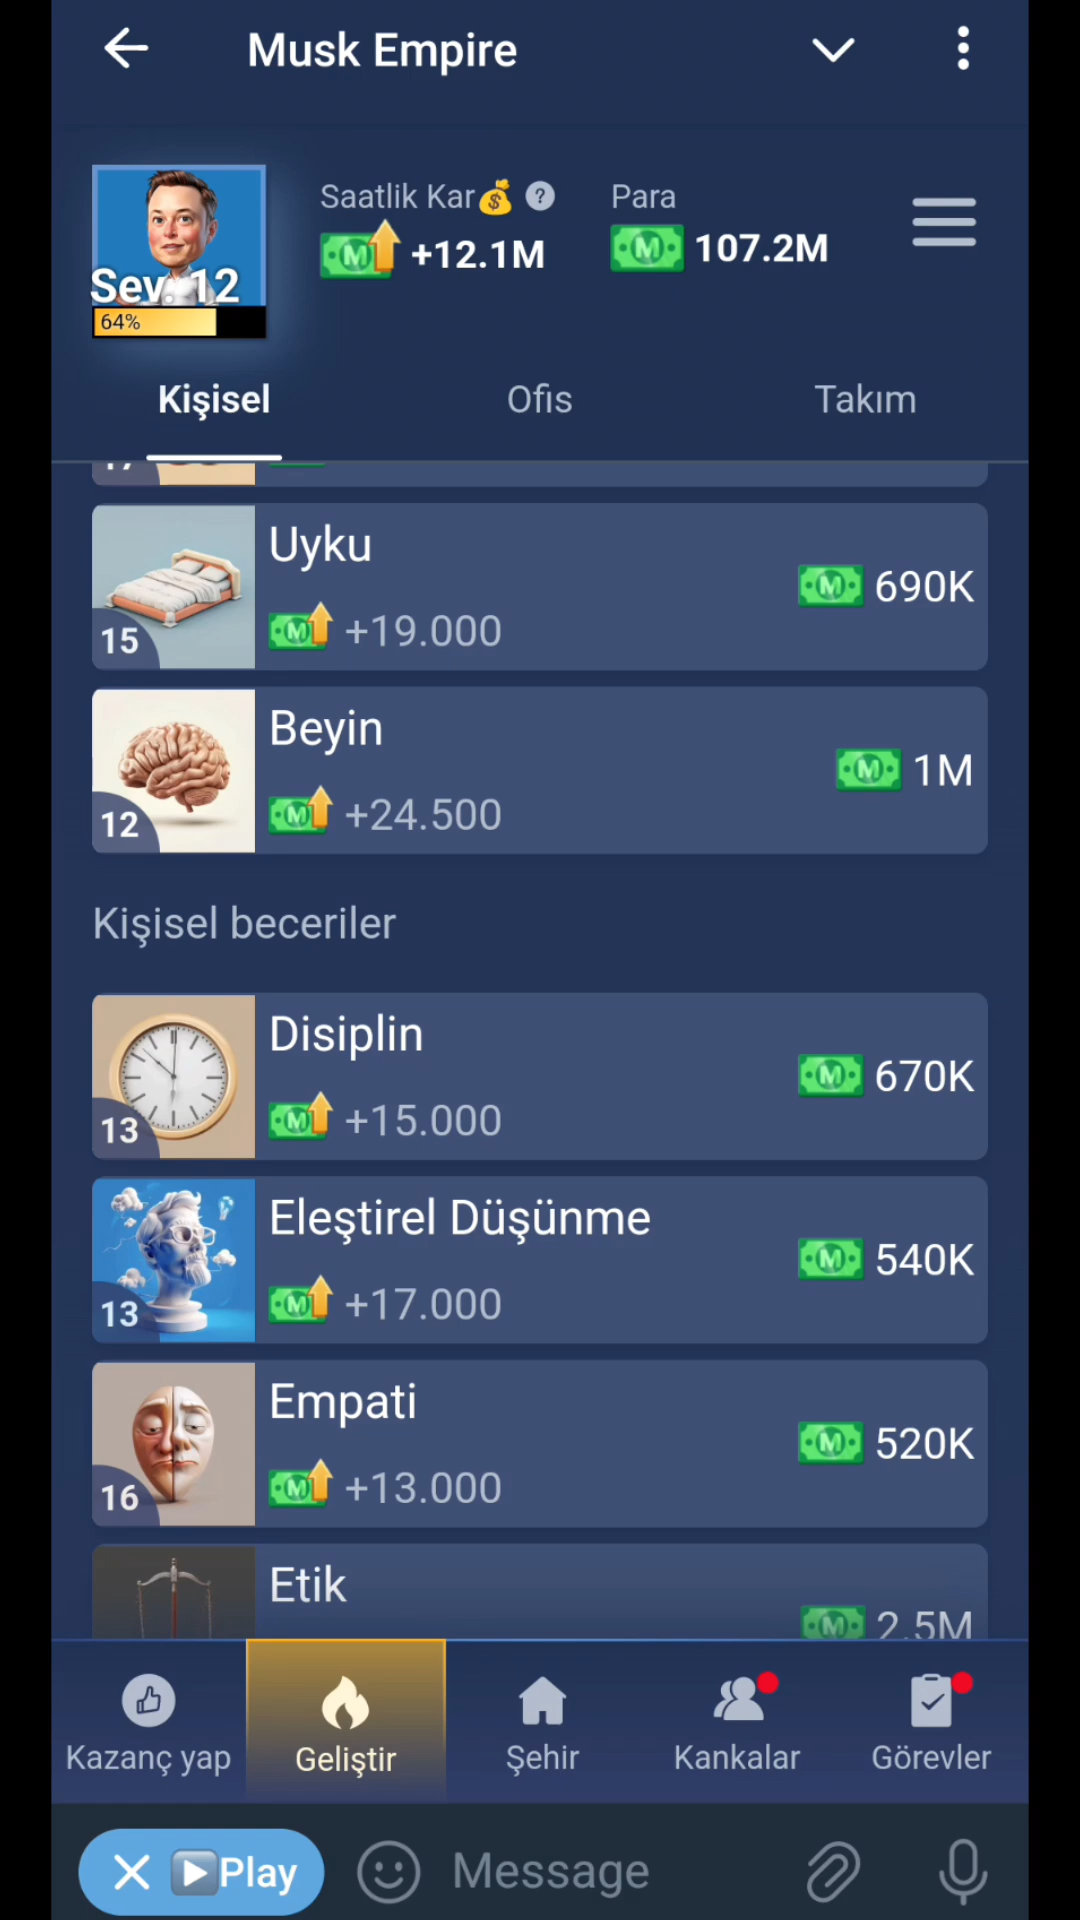 Musk Empire
Saatlik Kar ?
Para
+12.1M
107.2M
Sev. 12
64%
Kişisel
Ofis
Takım
17
Uyku
690K
+19.000
15
Beyin
1M
+24.500
12
Kişisel beceriler
Disiplin
670K
+15.000
13
Eleştirel Düşünme
540K
+17.000
13
Empati
520K
+13.000
16
Etik
2.5M
Kazanç yap
Geliştir
Şehir
Kankalar
Görevler
Play
Message